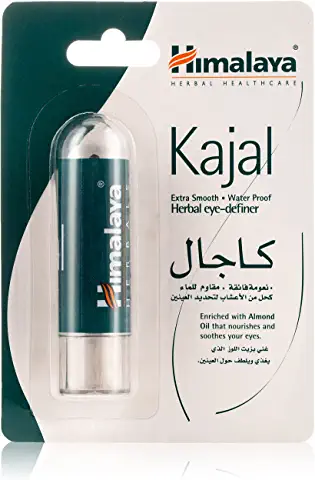 Himalaya®
HERBAL HEALTHCARE
Kajal
Extra Smooth • Water Proof
Herbal eye-definer
كاجال
• نعومة فائقة • مقاوم للماء
كحل من الأعشاب لتحديد العينين
Enriched with Almond
Oil that nourishes and
soothes your eyes.
غني بزيت اللوز الذي
يغذي ويلطف حول العينين.
Himalaya®
HERBALS